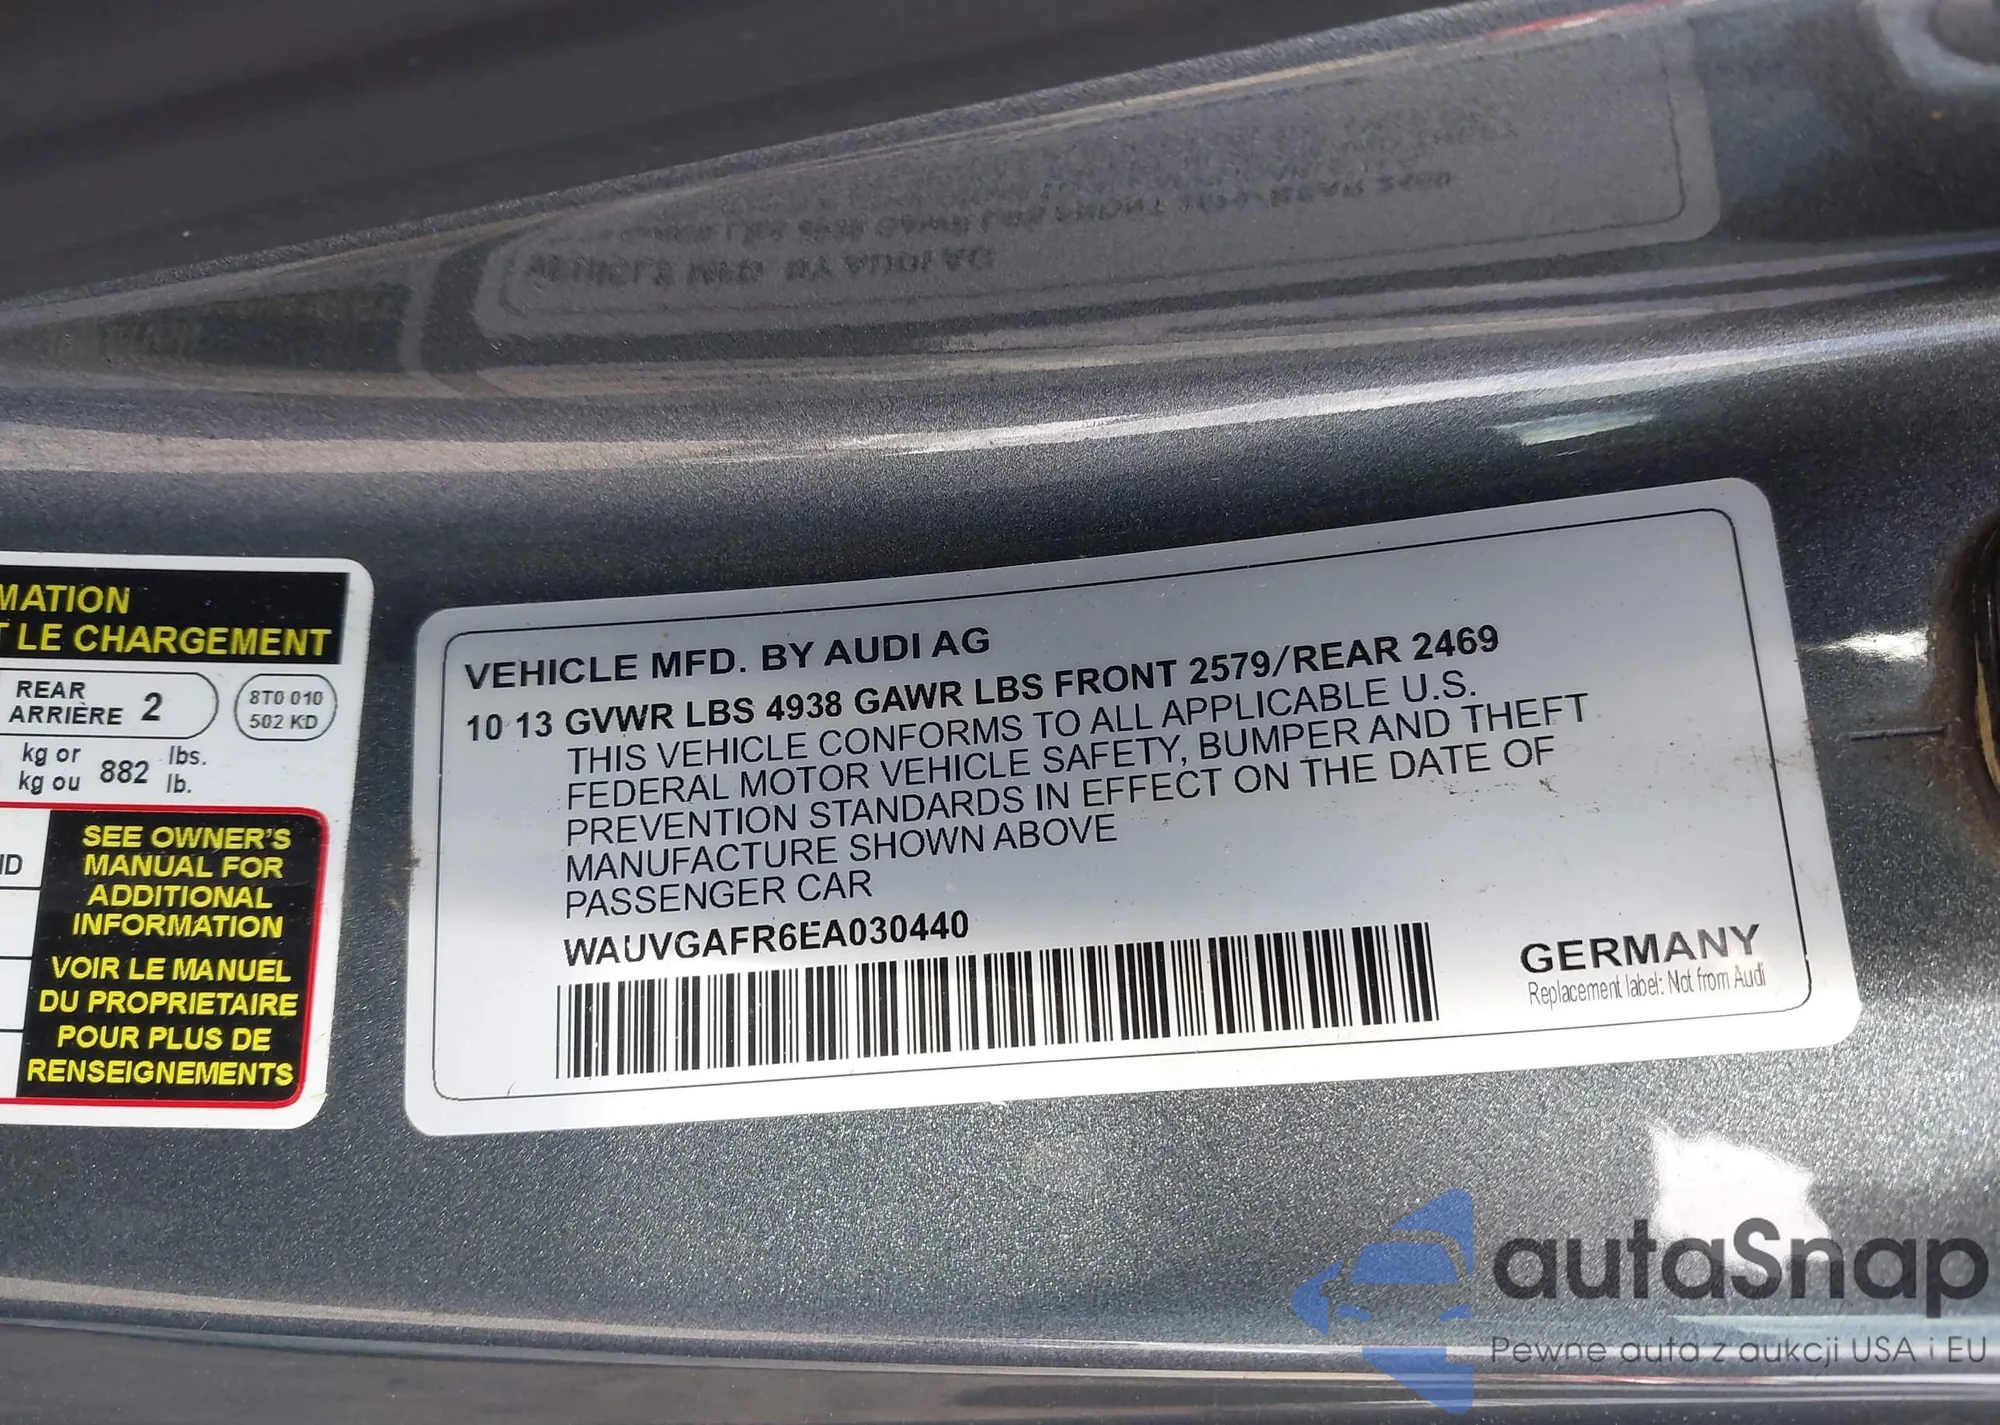 MATION
T LE CHARGEMENT
REAR
ARRIÈRE 2
8T0 010
502 KD
kg or 882 lbs.
kg ou lb.
ID
SEE OWNER'S
MANUAL FOR
ADDITIONAL
INFORMATION
VOIR LE MANUEL
DU PROPRIETAIRE
POUR PLUS DE
RENSEIGNEMENTS
VEHICLE MFD. BY AUDI AG
10 13 GVWR LBS 4938 GAWR LBS FRONT 2579/REAR 2469
THIS VEHICLE CONFORMS TO ALL APPLICABLE U.S.
FEDERAL MOTOR VEHICLE SAFETY, BUMPER AND THEFT
PREVENTION STANDARDS IN EFFECT ON THE DATE OF
MANUFACTURE SHOWN ABOVE
PASSENGER CAR
WAUVGAFR6EA030440
GERMANY
Replacement label: Not from Audi
autaSnap
Pewne auta z aukcji USA i EU